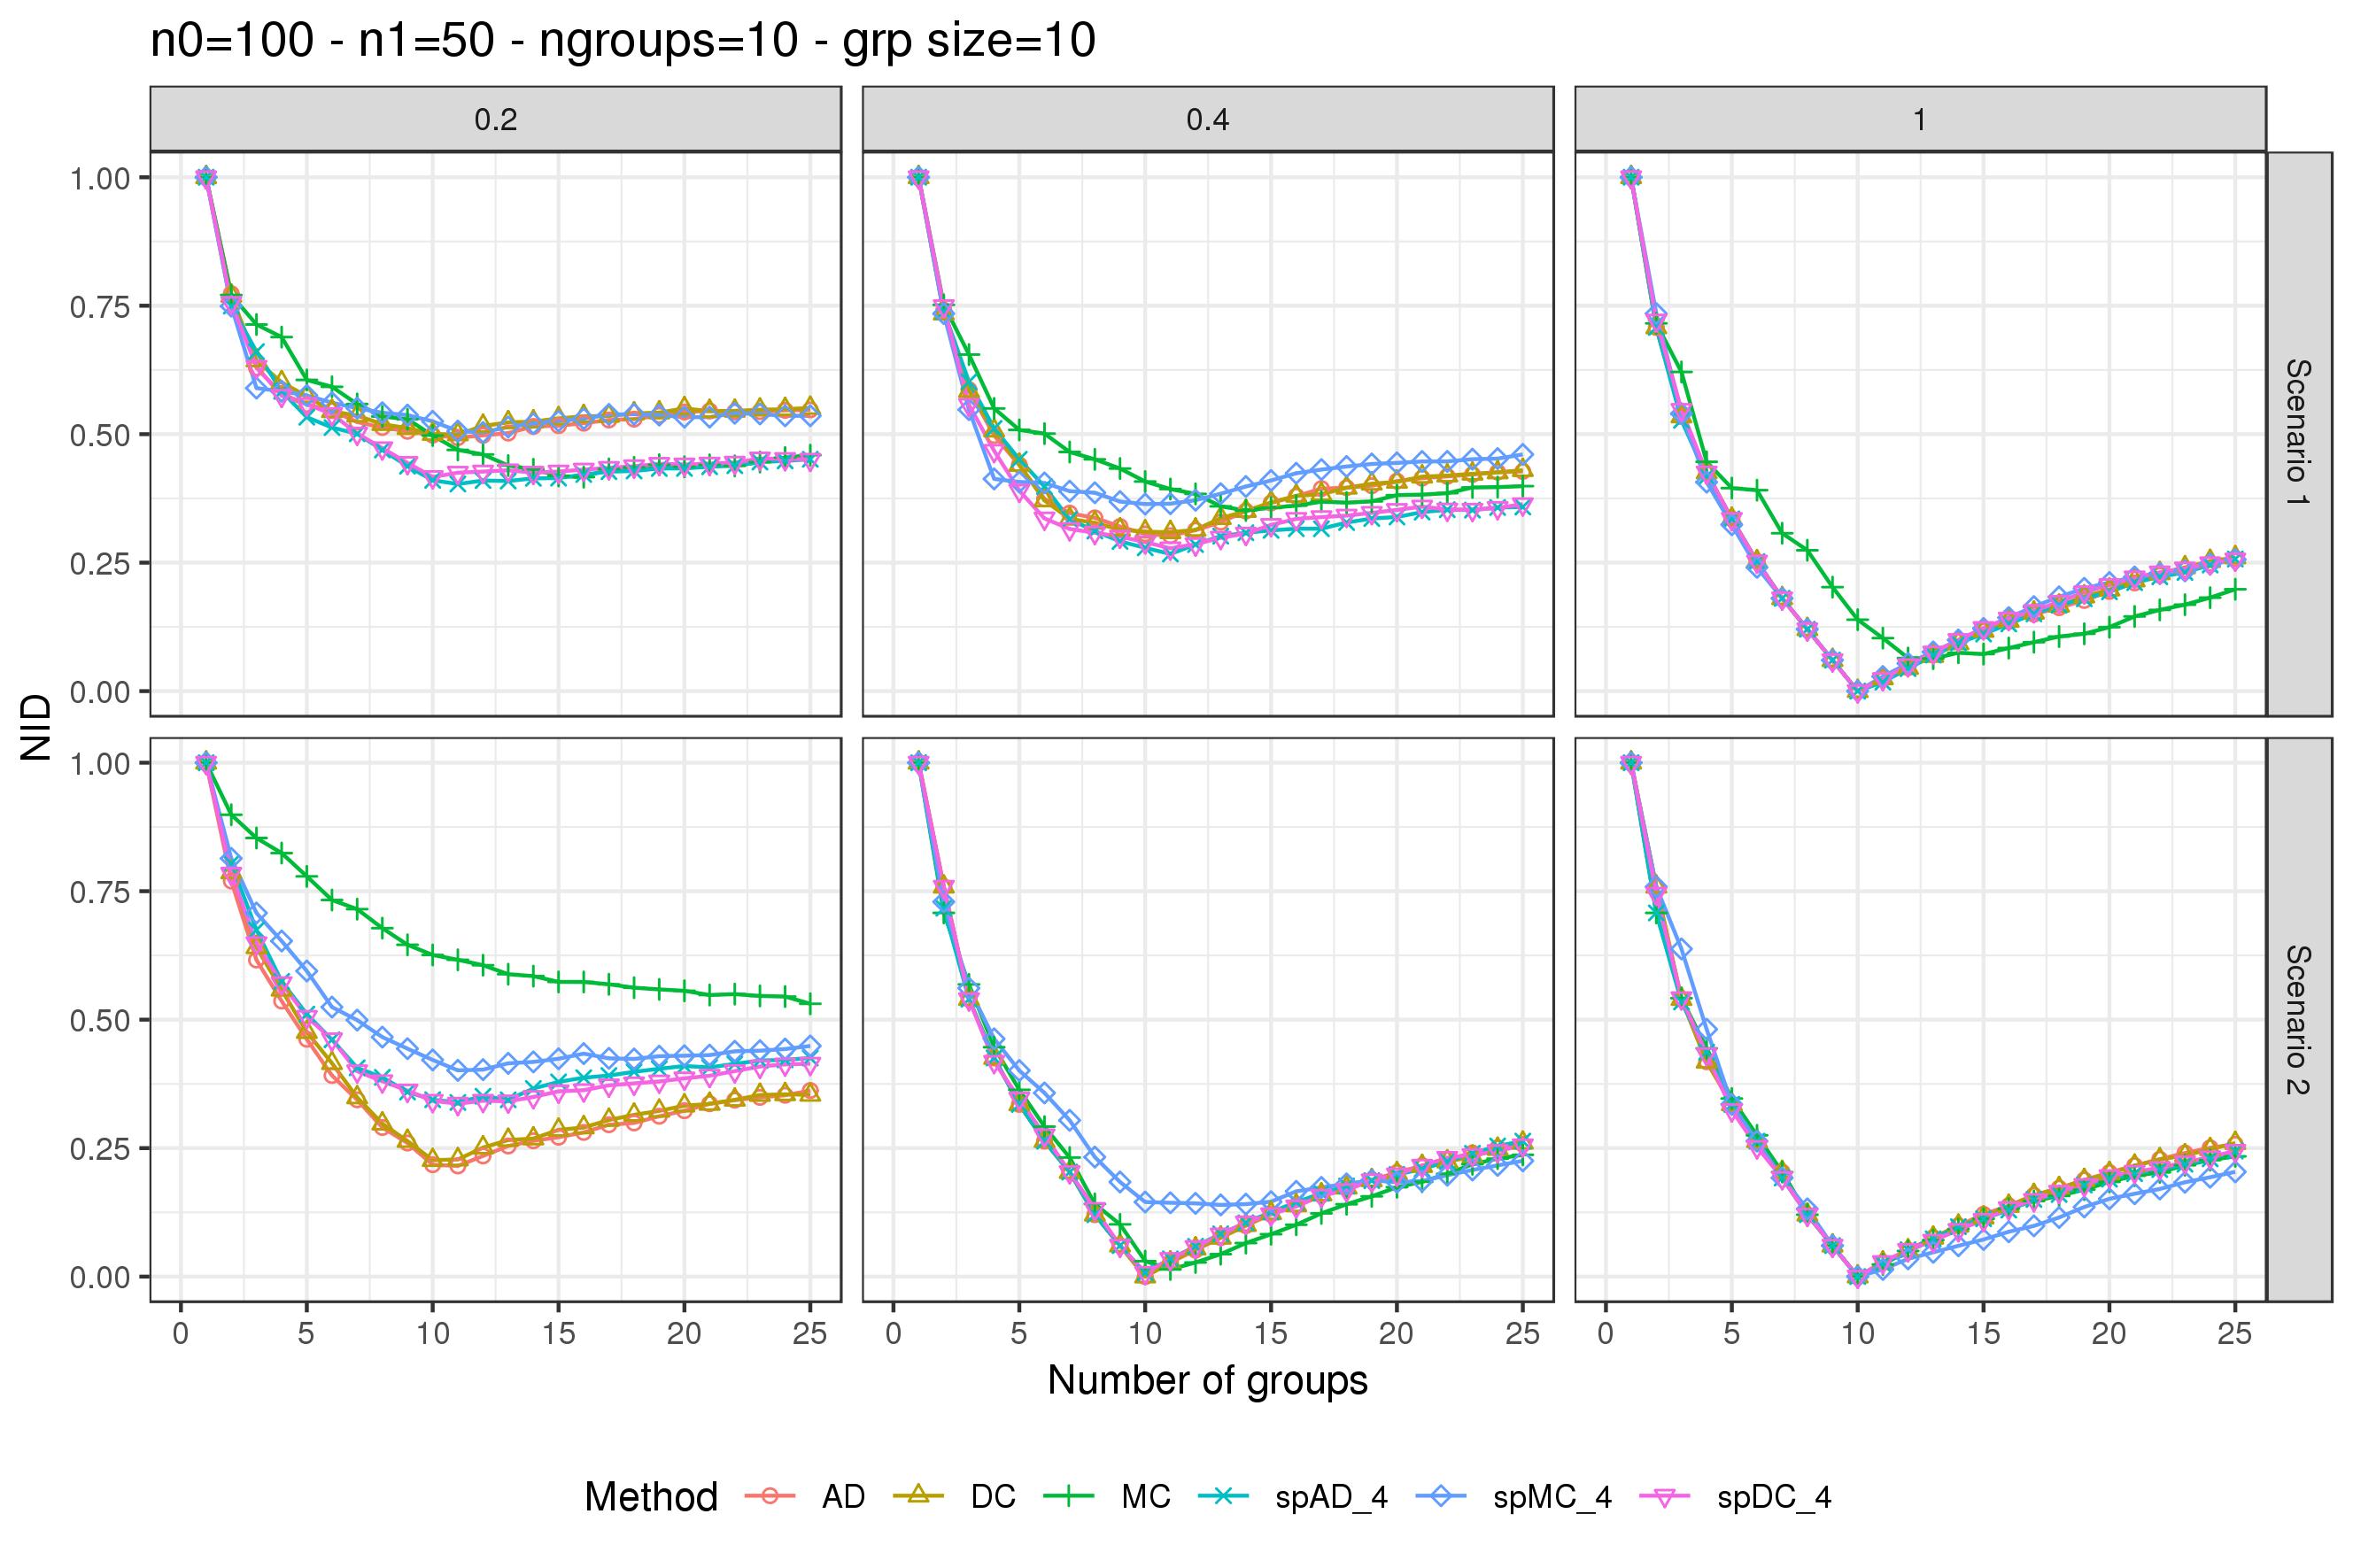 n0=100 - n1=50 - ngroups=10 - grp size=10
0.2 0.4 1
1.00
0.75
0.50
0.25
0.00
Scenario 1
NID
1.00
0.75
0.50
0.25
0.00
Scenario 2
0 5 10 15 20 25 0 5 10 15 20 25 0 5 10 15 20 25
Number of groups
Method AD DC MC spAD_4 spMC_4 spDC_4